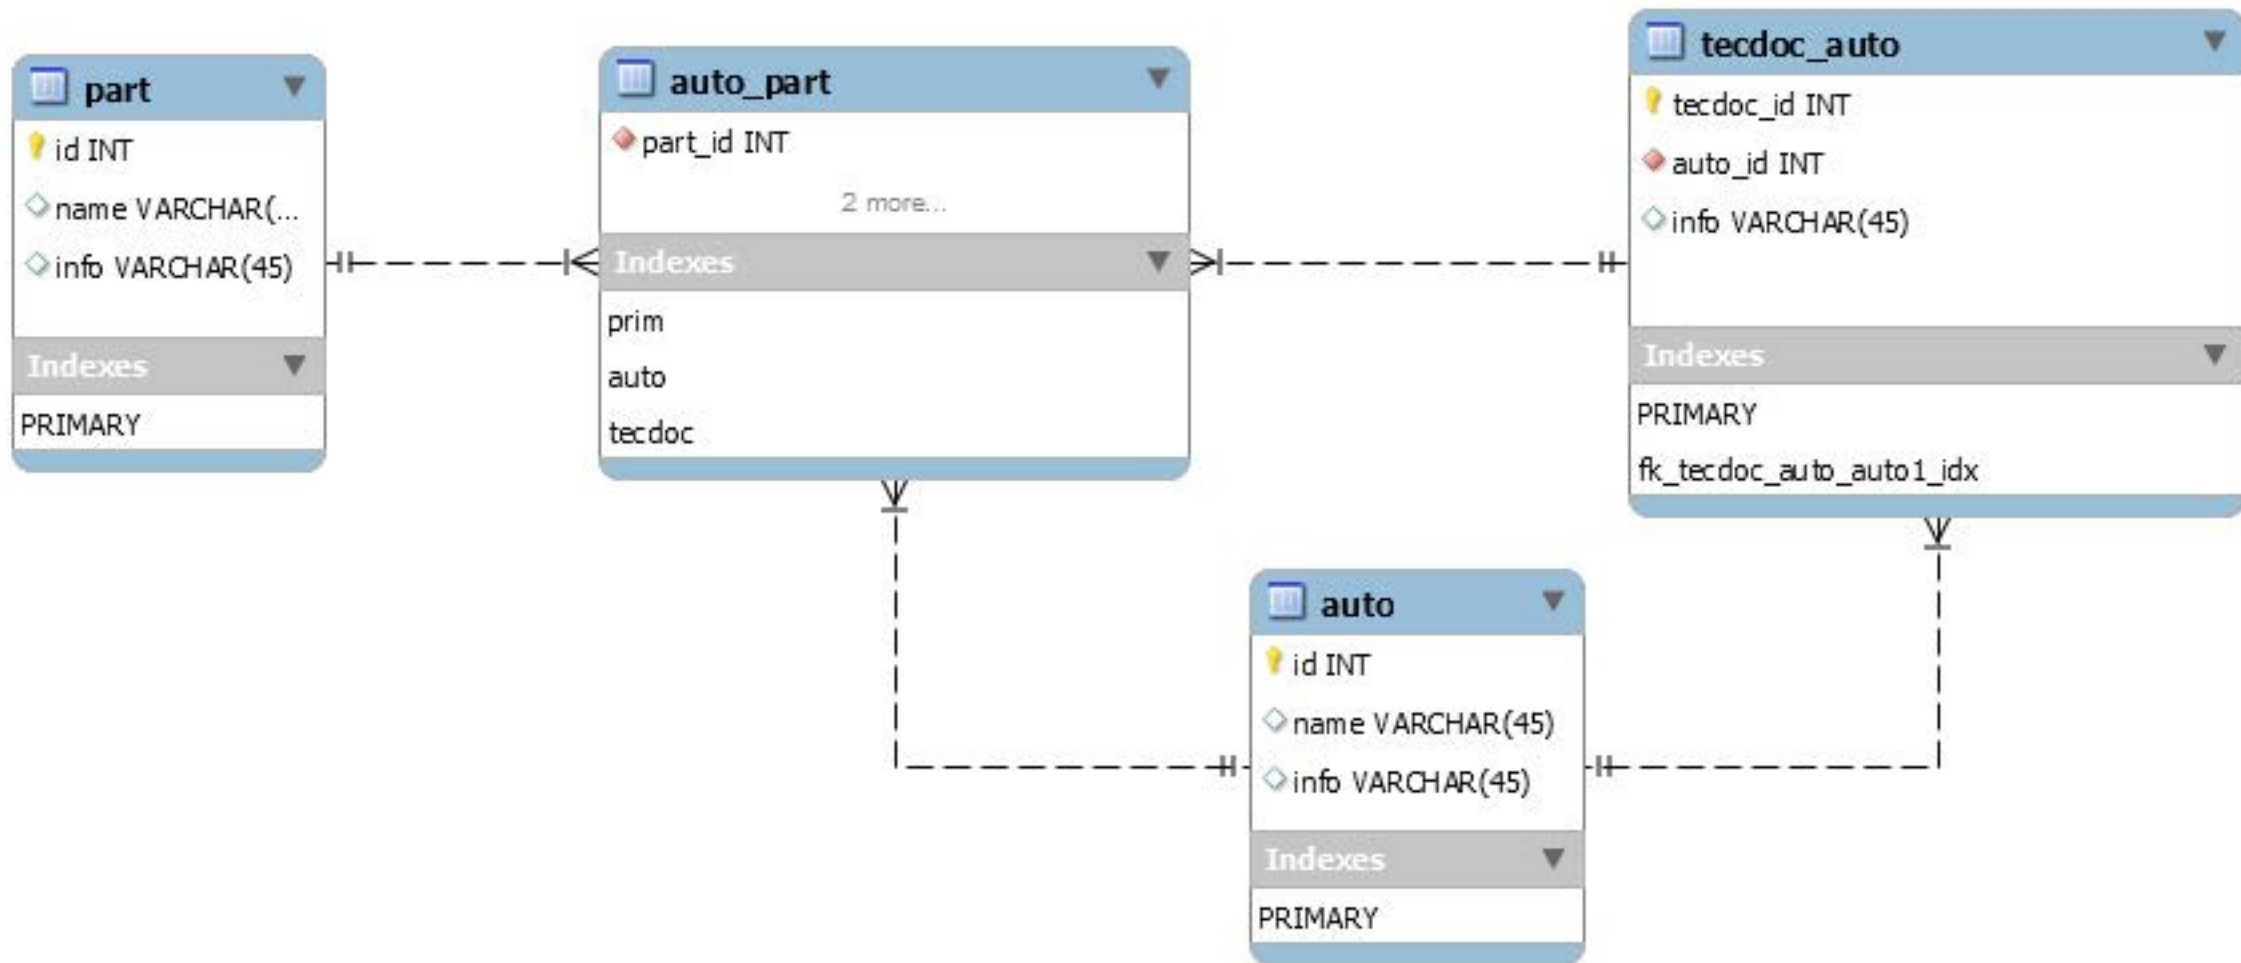 part
id INT
name VARCHAR(...
info VARCHAR(45)
Indexes
PRIMARY
auto_part
part_id INT
2 more...
Indexes
prim
auto
tecdoc
tecdoc_auto
tecdoc_id INT
auto_id INT
info VARCHAR(45)
Indexes
PRIMARY
fk_tecdoc_auto_auto1_idx
auto
id INT
name VARCHAR(45)
info VARCHAR(45)
Indexes
PRIMARY